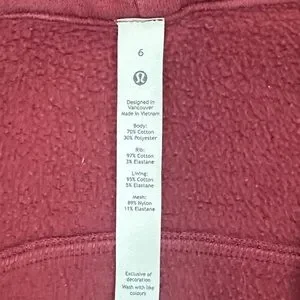 6
Designed in
Vancouver
Made in Vietnam
Body:
70% Cotton
30% Polyester
Rib:
97% Cotton
3% Elastane
Lining:
95% Cotton
5% Elastane
Mesh:
89% Nylon
11% Elastane
Exclusive of
decoration
Wash with like
colours